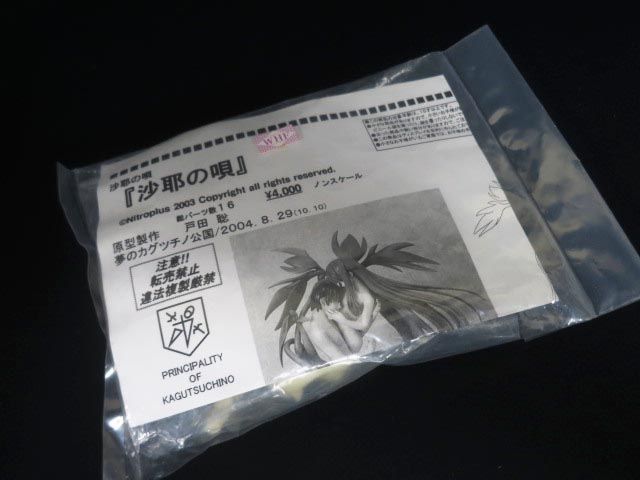 WHF
沙耶の唄
『沙耶の唄』
©Nitroplus 2003 Copyright all rights reserved.
¥4,000 ノンスケール
総パーツ数16
原型製作 戸田 聡
夢のカグツチノ公園/2004.8.29(10.10)
注意!!
転売禁止
違法複製厳禁
PRINCIPALITY
OF
KAGUTSUCHINO